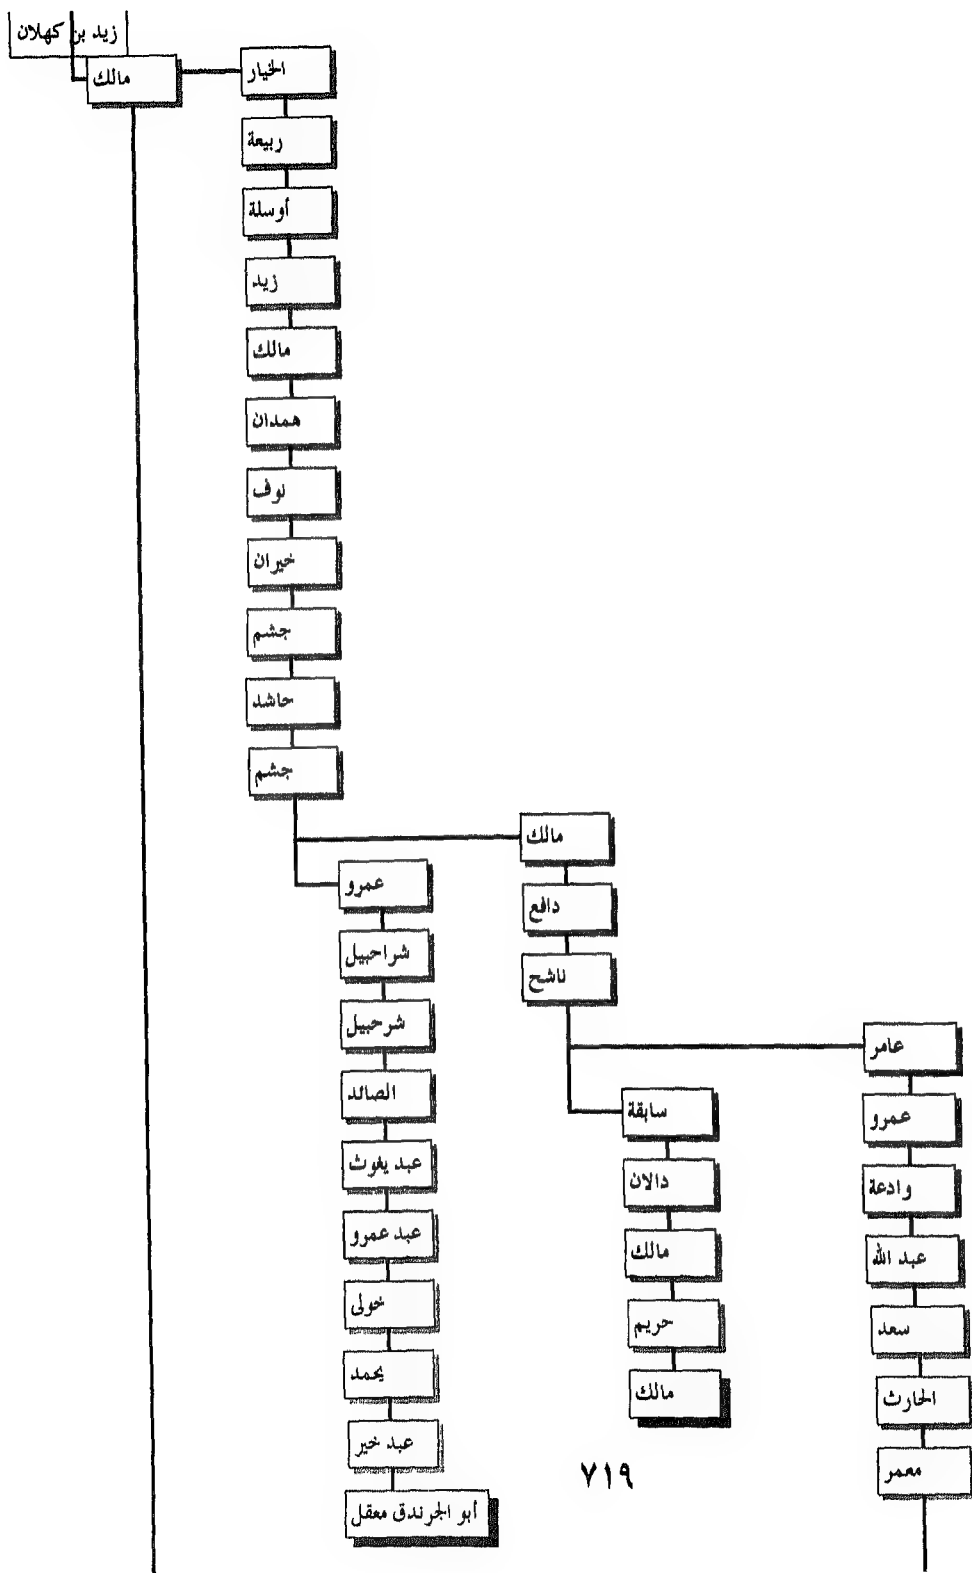 زيد بن كهلان
مالك
الخيار
ربيعة
أوسلة
زيد
مالك
همدان
نوف
خيران
جشم
حاشد
جشم
مالك
دافع
ناشح
عمرو
شراحبيل
شرحبيل
الصائد
عبد يغوث
عبد عمرو
خولى
يحمد
عبد خير
أبو الجرندق معقل
سابقة
دالان
مالك
حريم
مالك
عامر
عمرو
وادعة
عبد الله
سعد
الحارث
معمر
٧١٩